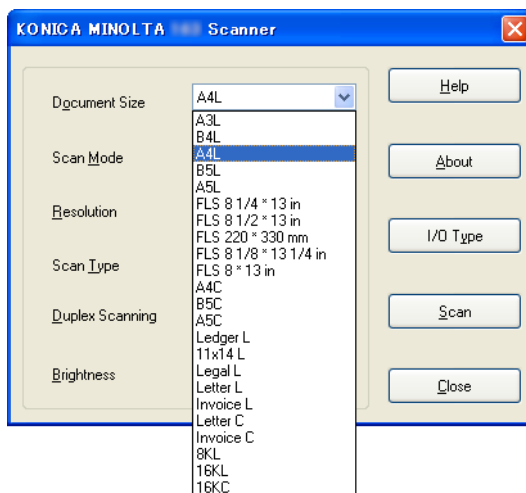 KONICA MINOLTA Scanner
Document Size
A4L
Help
A3L
B4L
A4L
Scan Mode
About
B5L
A5L
FLS 8 1/4 * 13 in
Resolution
FLS 8 1/2 * 13 in
FLS 220 * 330 mm
I/O Type
FLS 8 1/8 * 13 1/4 in
Scan Type
FLS 8 * 13 in
A4C
B5C
Duplex Scanning
A5C
Scan
Ledger L
11x14 L
Legal L
Brightness
Letter L
Close
Invoice L
Letter C
Invoice C
8KL
16KL
16KC